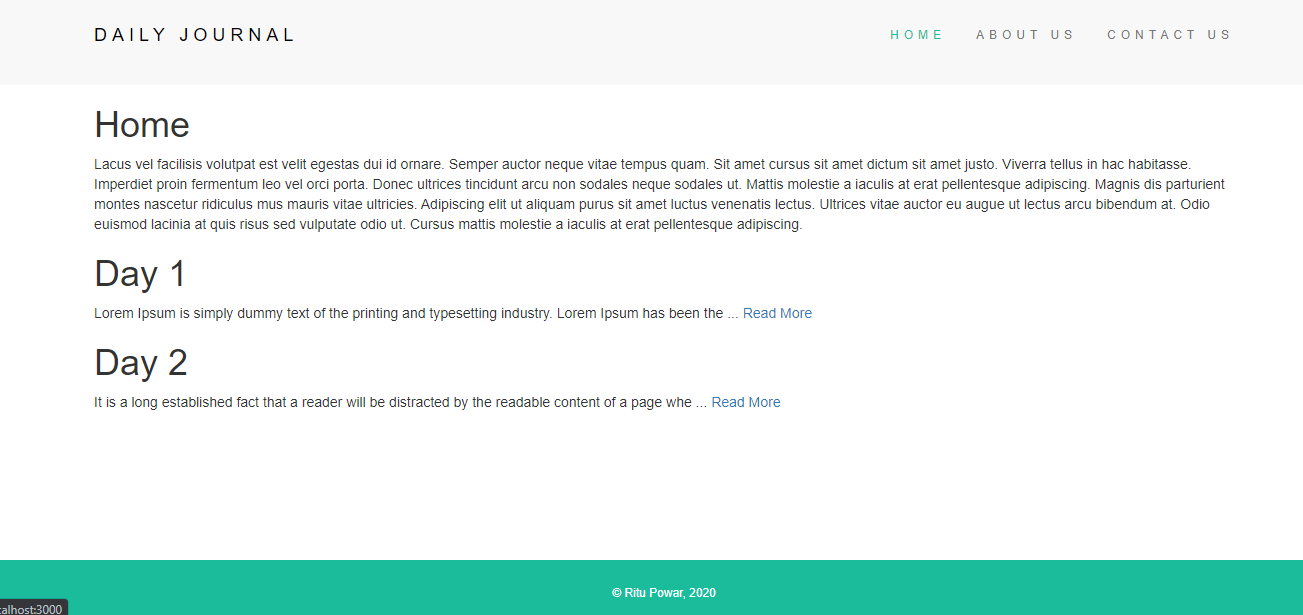 DAILY JOURNAL
HOME ABOUT US CONTACT US
Home
Lacus vel facilisis volutpat est velit egestas dui id ornare. Semper auctor neque vitae tempus quam. Sit amet cursus sit amet dictum sit amet justo. Viverra tellus in hac habitasse.
Imperdiet proin fermentum leo vel orci porta. Donec ultrices tincidunt arcu non sodales neque sodales ut. Mattis molestie a iaculis at erat pellentesque adipiscing. Magnis dis parturient
montes nascetur ridiculus mus mauris vitae ultricies. Adipiscing elit ut aliquam purus sit amet luctus venenatis lectus. Ultrices vitae auctor eu augue ut lectus arcu bibendum at. Odio
euismod lacinia at quis risus sed vulputate odio ut. Cursus mattis molestie a iaculis at erat pellentesque adipiscing.
Day 1
Lorem Ipsum is simply dummy text of the printing and typesetting industry. Lorem Ipsum has been the ... Read More
Day 2
It is a long established fact that a reader will be distracted by the readable content of a page whe ... Read More
© Ritu Powar, 2020
alhost:3000